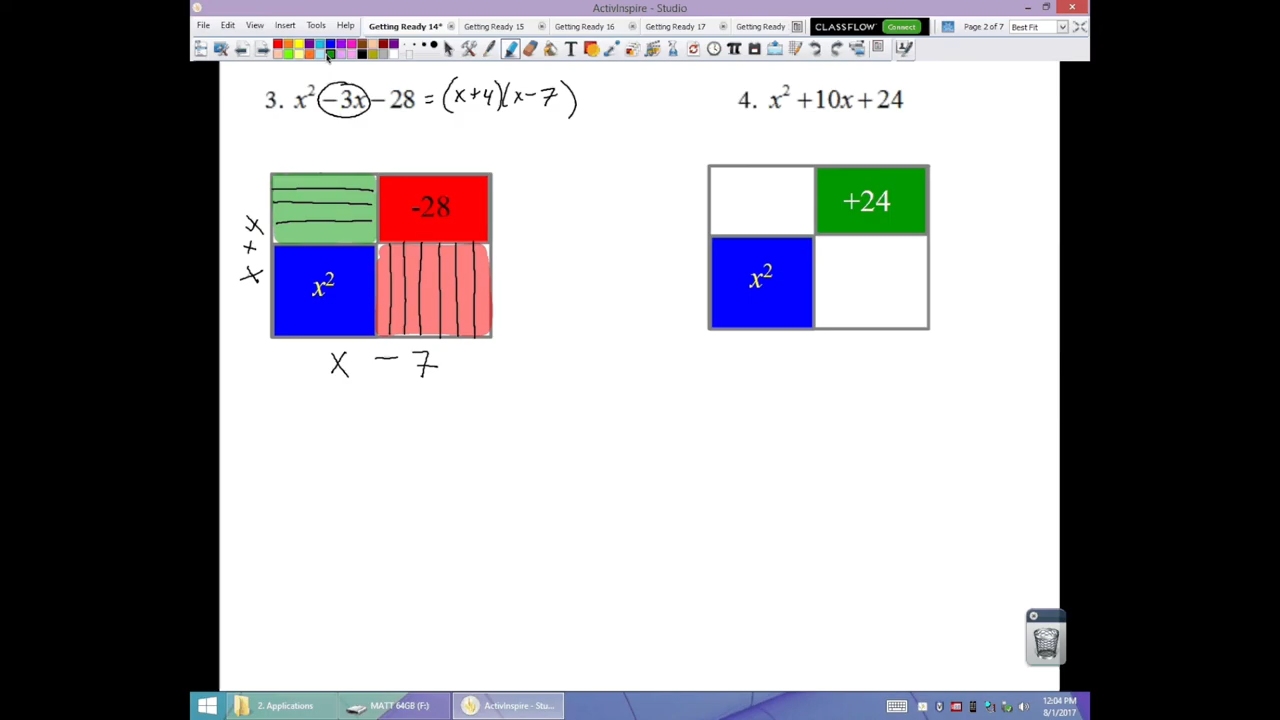 ActivInspire - Studio
File Edit View Insert Tools Help Getting Ready 14* Getting Ready 15 Getting Ready 16 Getting Ready 17 Getting Ready CLASSFLOW Connect Page 2 of 7 Best Fit
3. x² - 3x - 28 = (x+4)(x-7)
4. x² + 10x + 24
-28
x²
x + 4
x - 7
+24
x²
2. Applications MATT 64GB (F:) ActivInspire - Stu...
12:04 PM
8/1/2017